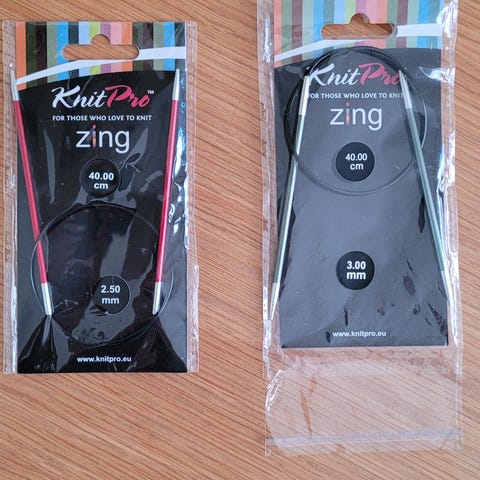 KnitPro™
FOR THOSE WHO LOVE TO KNIT
zing
40.00
cm
2.50
mm
www.knitpro.eu
KnitPro
FOR THOSE WHO LOVE TO KNIT
zing
40.00
cm
3.00
mm
www.knitpro.eu